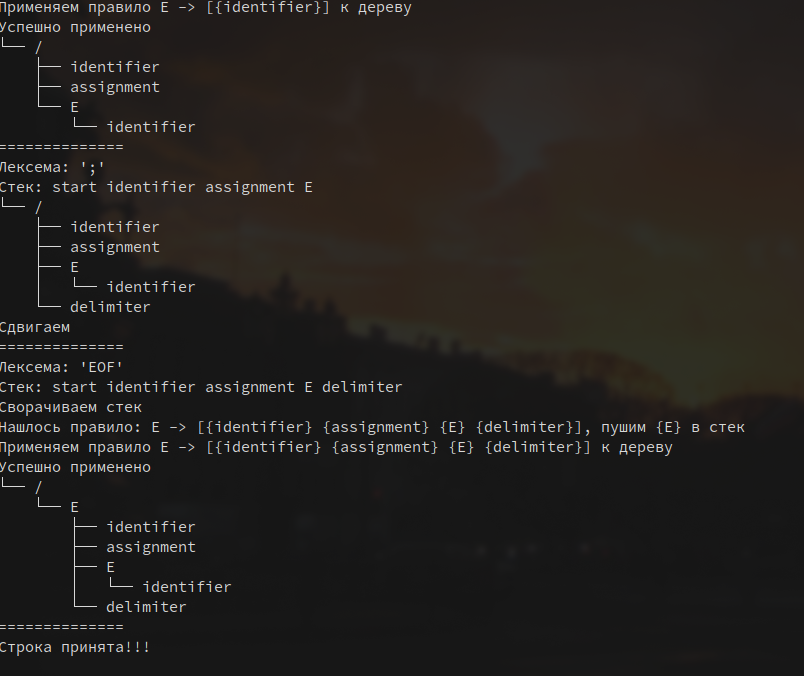 Применяем правило E -> [{identifier}] к дереву
Успешно применено
└── /
    ├── identifier
    ├── assignment
    └── E
        └── identifier
==============
Лексема: ';'
Стек: start identifier assignment E
└── /
    ├── identifier
    ├── assignment
    ├── E
    │   └── identifier
    └── delimiter
Сдвигаем
==============
Лексема: 'EOF'
Стек: start identifier assignment E delimiter
Сворачиваем стек
Нашлось правило: E -> [{identifier} {assignment} {E} {delimiter}], пушим {E} в стек
Применяем правило E -> [{identifier} {assignment} {E} {delimiter}] к дереву
Успешно применено
└── /
    └── E
        ├── identifier
        ├── assignment
        ├── E
        │   └── identifier
        └── delimiter
==============
Строка принята!!!